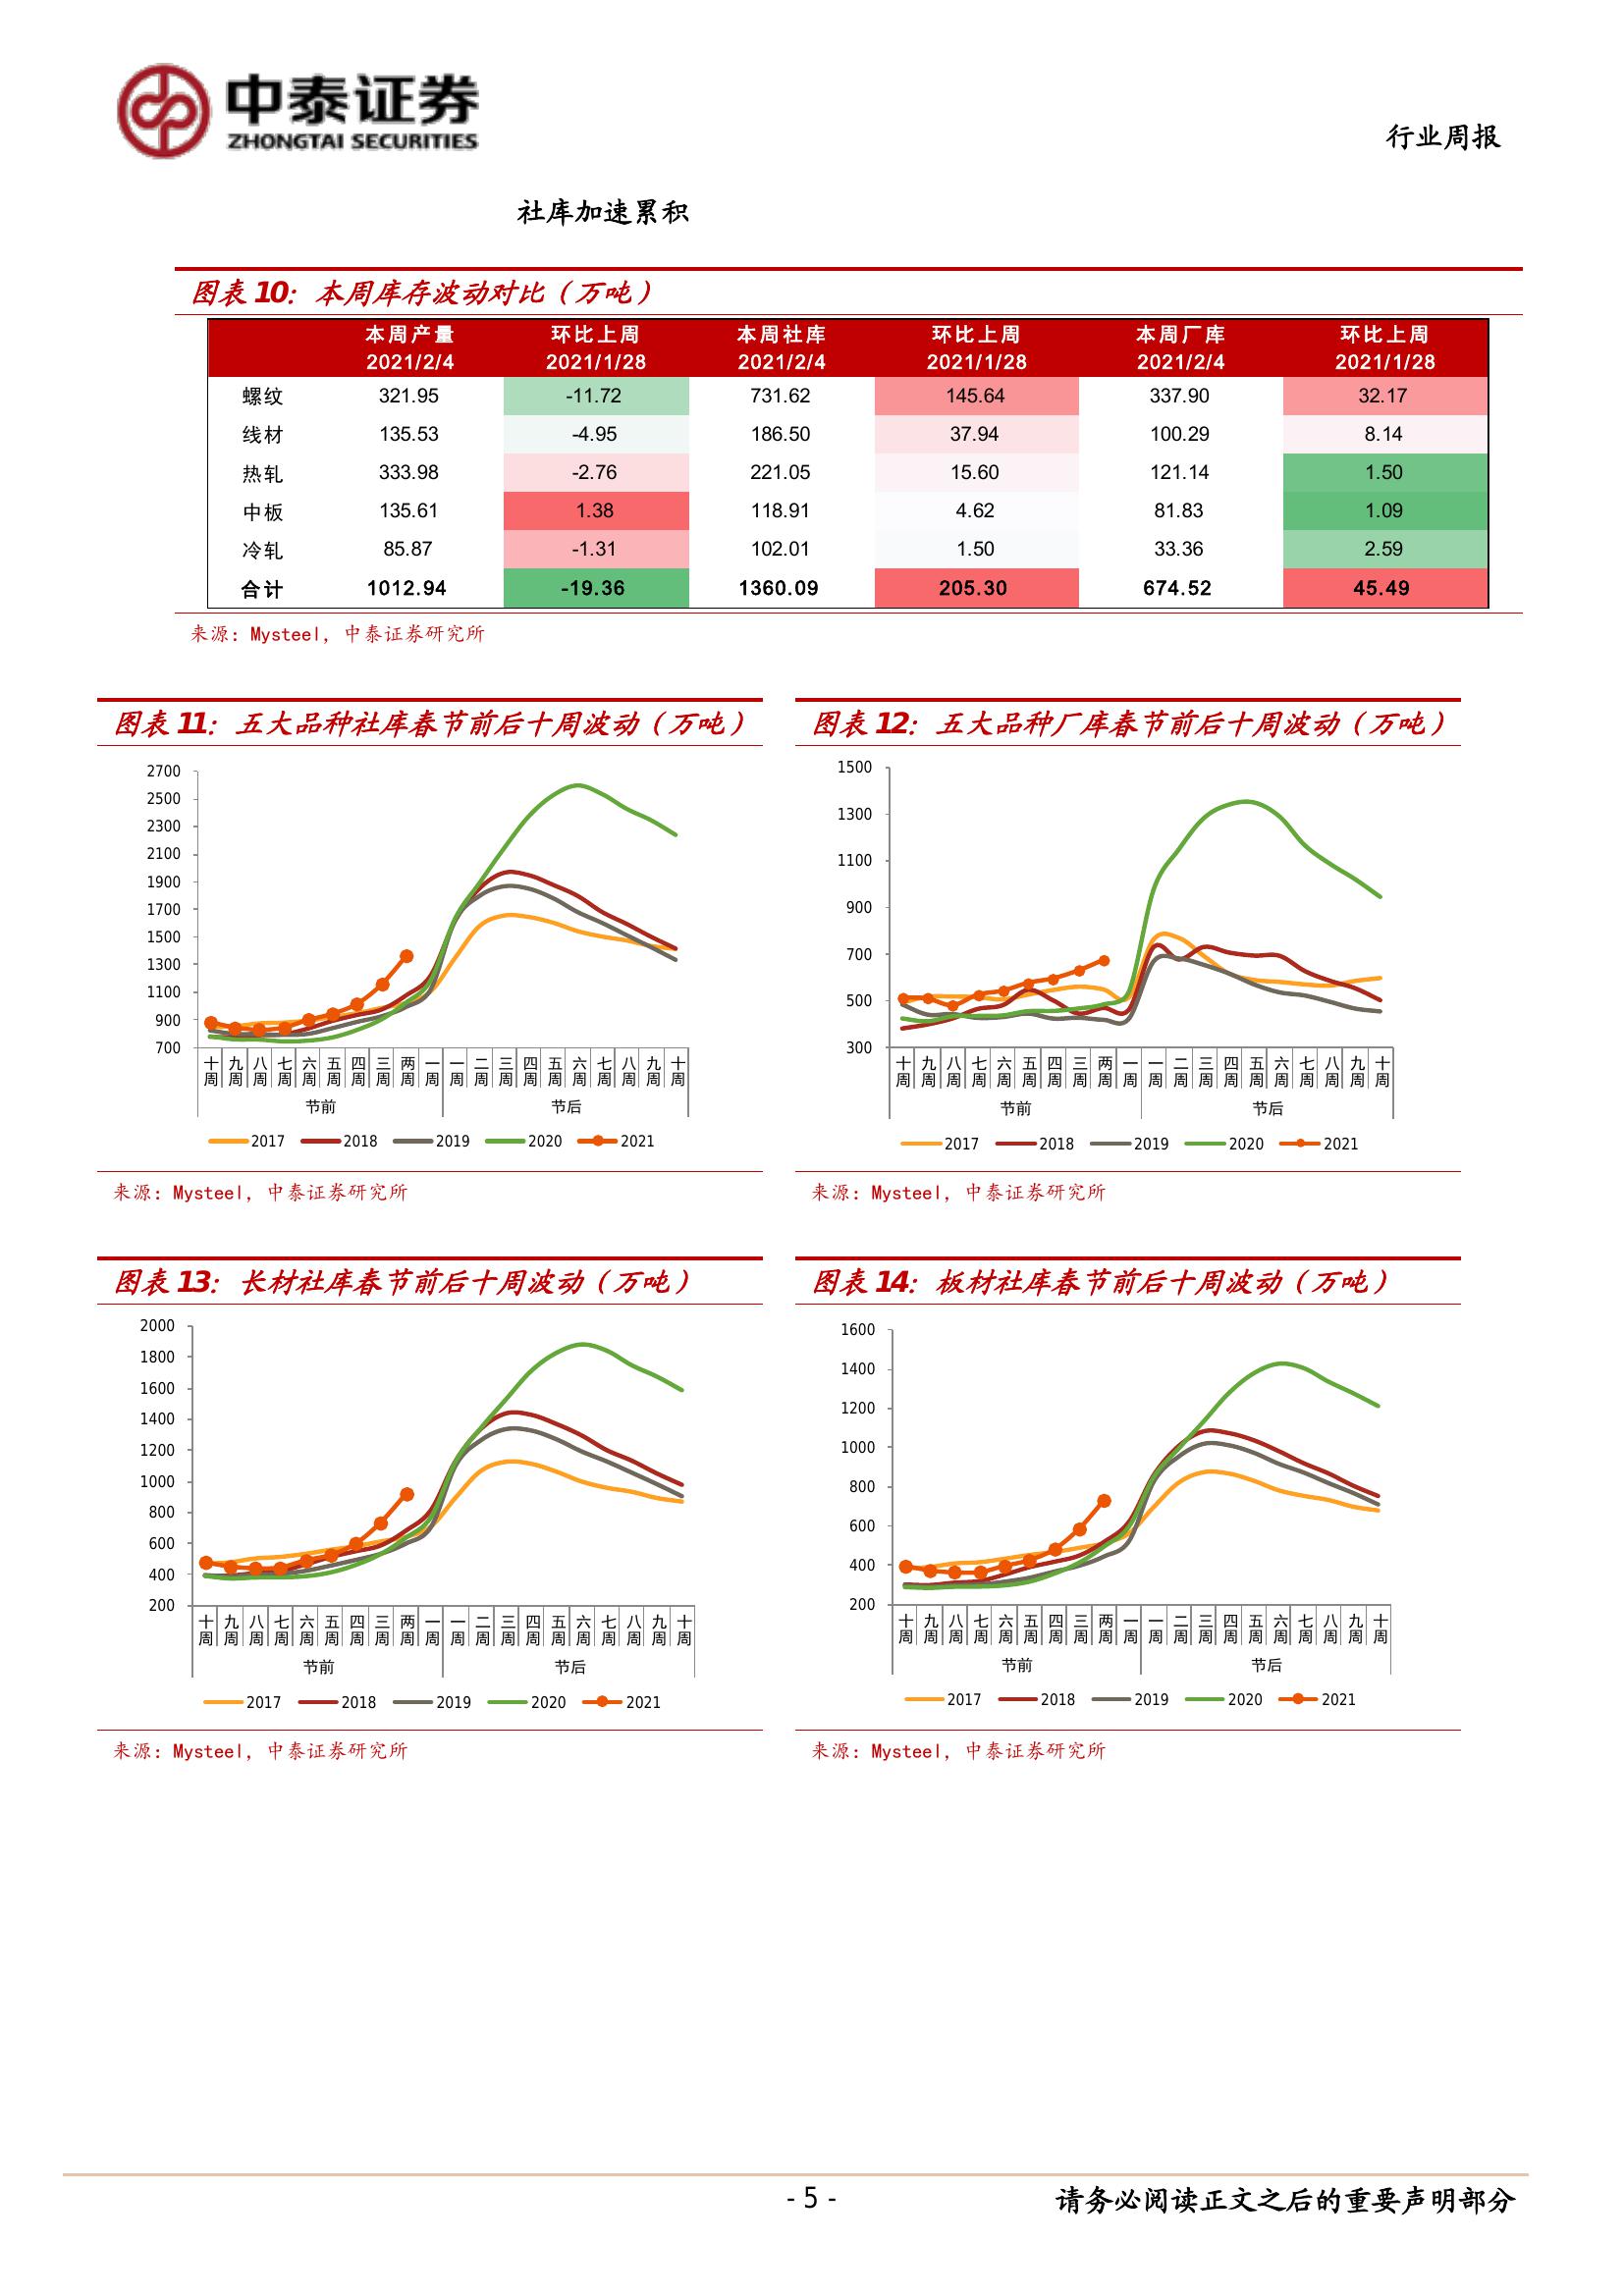 中泰证券
ZHONGTAI SECURITIES
行业周报
社库加速累积
图表 10：本周库存波动对比（万吨）
本周产量 环比上周 本周社库 环比上周 本周厂库 环比上周
2021/2/4 2021/1/28 2021/2/4 2021/1/28 2021/2/4 2021/1/28
螺纹 321.95 -11.72 731.62 145.64 337.90 32.17
线材 135.53 -4.95 186.50 37.94 100.29 8.14
热轧 333.98 -2.76 221.05 15.60 121.14 1.50
中板 135.61 1.38 118.91 4.62 81.83 1.09
冷轧 85.87 -1.31 102.01 1.50 33.36 2.59
合计 1012.94 -19.36 1360.09 205.30 674.52 45.49
来源：Mysteel，中泰证券研究所
图表 11：五大品种社库春节前后十周波动（万吨）
2700
2500
2300
2100
1900
1700
1500
1300
1100
900
700
十周 九周 八周 七周 六周 五周 四周 三周 两周 一周 一周 二周 三周 四周 五周 六周 七周 八周 九周 十周
节前 节后
2017 2018 2019 2020 2021
来源：Mysteel，中泰证券研究所
图表 12：五大品种厂库春节前后十周波动（万吨）
1500
1300
1100
900
700
500
300
十周 九周 八周 七周 六周 五周 四周 三周 两周 一周 一周 二周 三周 四周 五周 六周 七周 八周 九周 十周
节前 节后
2017 2018 2019 2020 2021
来源：Mysteel，中泰证券研究所
图表 13：长材社库春节前后十周波动（万吨）
2000
1800
1600
1400
1200
1000
800
600
400
200
十周 九周 八周 七周 六周 五周 四周 三周 两周 一周 一周 二周 三周 四周 五周 六周 七周 八周 九周 十周
节前 节后
2017 2018 2019 2020 2021
来源：Mysteel，中泰证券研究所
图表 14：板材社库春节前后十周波动（万吨）
1600
1400
1200
1000
800
600
400
200
十周 九周 八周 七周 六周 五周 四周 三周 两周 一周 一周 二周 三周 四周 五周 六周 七周 八周 九周 十周
节前 节后
2017 2018 2019 2020 2021
来源：Mysteel，中泰证券研究所
- 5 -
请务必阅读正文之后的重要声明部分